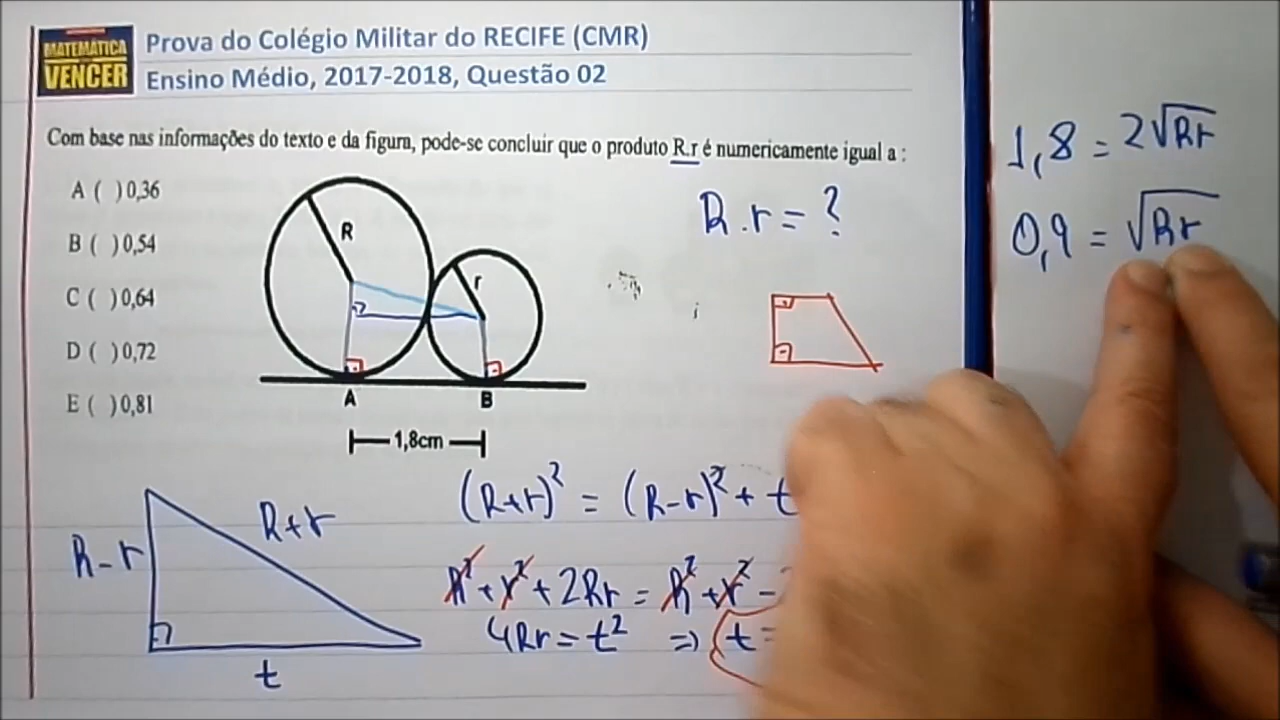 MATEMÁTICA
VENCER
Prova do Colégio Militar do RECIFE (CMR)
Ensino Médio, 2017-2018, Questão 02
Com base nas informações do texto e da figura, pode-se concluir que o produto R.r é numericamente igual a :
A ( ) 0,36
B ( ) 0,54
C ( ) 0,64
D ( ) 0,72
E ( ) 0,81
R
r
A
B
1,8cm
R.r = ?
1,8 = 2√Rr
0,9 = √Rr
R-r
R+r
t
(R+r)² = (R-r)² + t
R² + r² + 2Rr = R² + r² -
4Rr = t² => t =